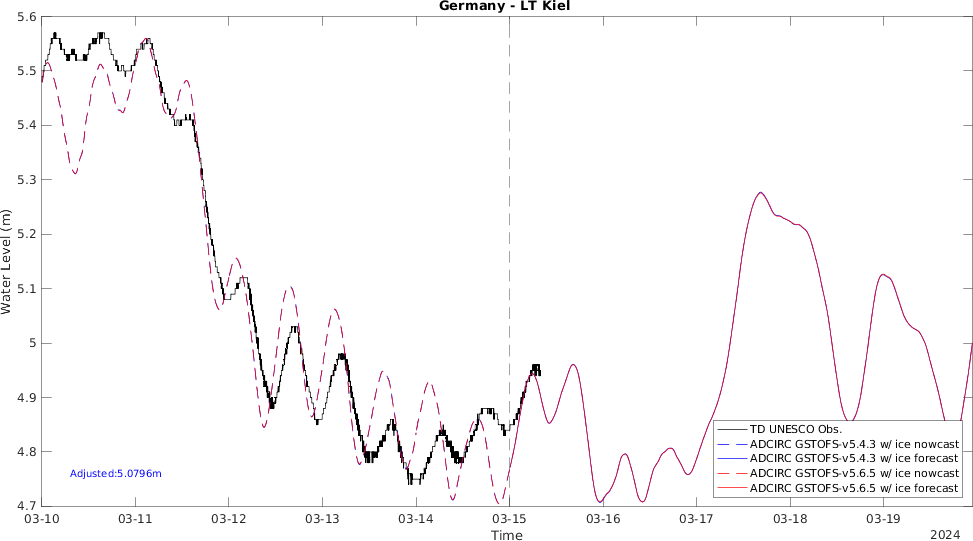 Germany - LT Kiel
5.6
5.5
5.4
5.3
5.2
5.1
5
4.9
4.8
4.7
Water Level (m)
Adjusted:5.0796m
TD UNESCO Obs.
ADCIRC GSTOFS-v5.4.3 w/ ice nowcast
ADCIRC GSTOFS-v5.4.3 w/ ice forecast
ADCIRC GSTOFS-v5.6.5 w/ ice nowcast
ADCIRC GSTOFS-v5.6.5 w/ ice forecast
03-10 03-11 03-12 03-13 03-14 03-15 03-16 03-17 03-18 03-19
Time
2024